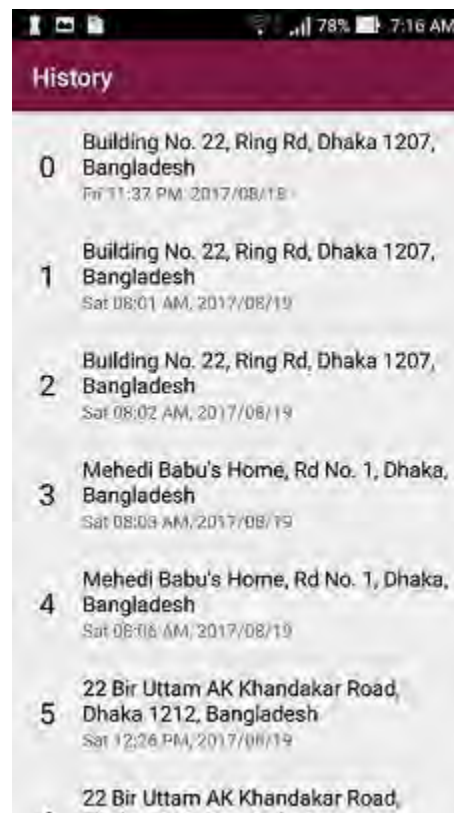 78% 7:16 AM
History
0
Building No. 22, Ring Rd, Dhaka 1207,
Bangladesh
Fri 11:37 PM, 2017/08/18
1
Building No. 22, Ring Rd, Dhaka 1207,
Bangladesh
Sat 08:01 AM, 2017/08/19
2
Building No. 22, Ring Rd, Dhaka 1207,
Bangladesh
Sat 08:02 AM, 2017/08/19
3
Mehedi Babu's Home, Rd No. 1, Dhaka,
Bangladesh
Sat AM, 2017/08/19
4
Mehedi Babu's Home, Rd No. 1, Dhaka,
Bangladesh
Sat 08:06 AM, 2017/08/19
5
22 Bir Uttam AK Khandakar Road,
Dhaka 1212, Bangladesh
Sat 12:26 PM, 2017/08/19
22 Bir Uttam AK Khandakar Road,